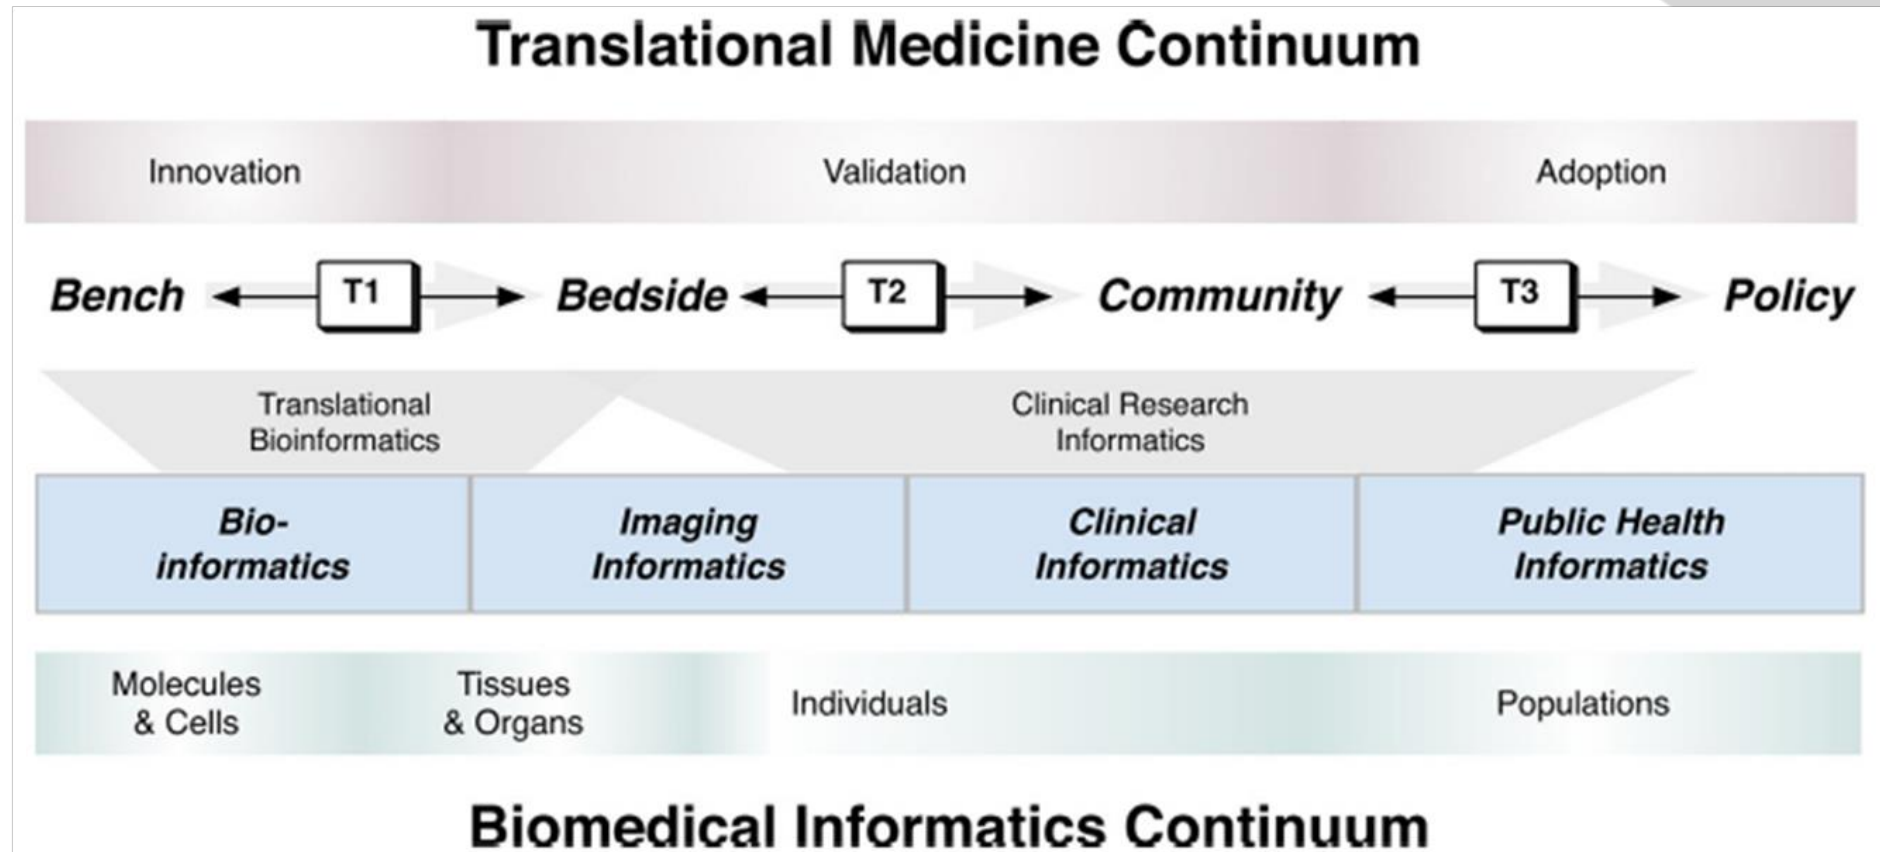 Translational Medicine Continuum
Innovation Validation Adoption
Bench T1 Bedside T2 Community T3 Policy
Translational
Bioinformatics
Clinical Research
Informatics
Bio-
informatics
Imaging
Informatics
Clinical
Informatics
Public Health
Informatics
Molecules
& Cells
Tissues
& Organs
Individuals
Populations
Biomedical Informatics Continuum